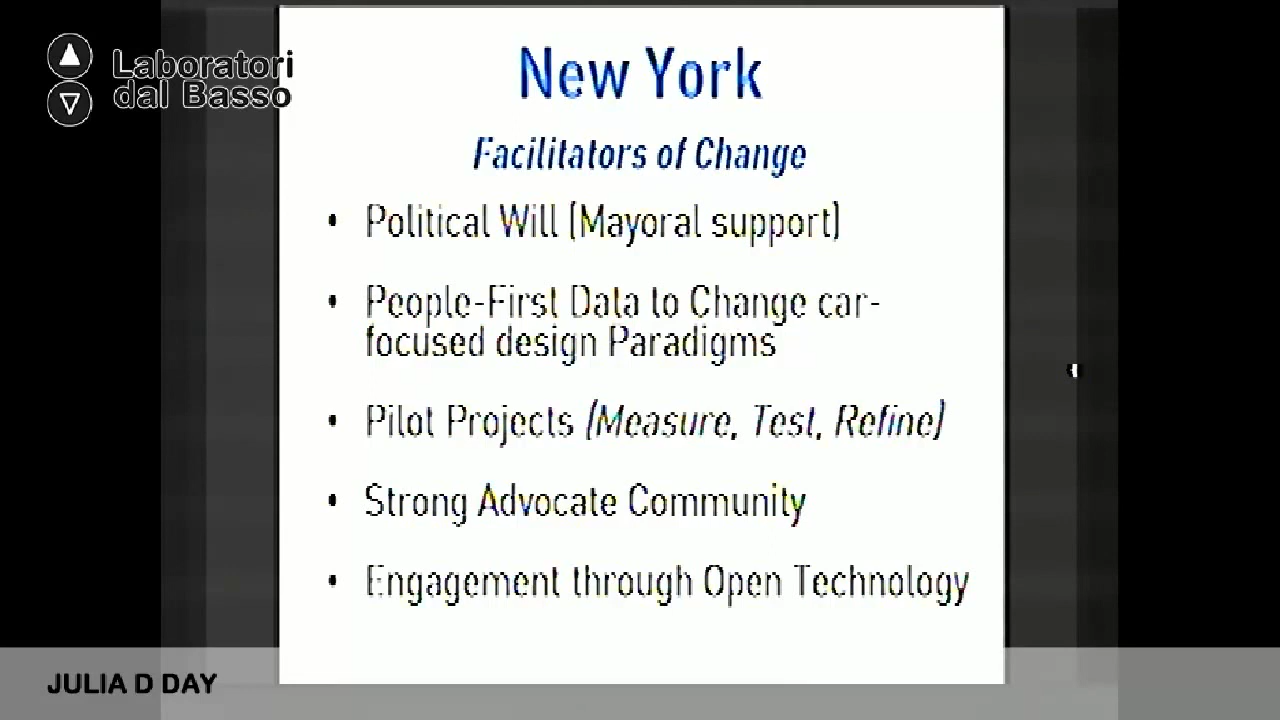 Laboratori
dal Basso
New York
Facilitators of Change
• Political Will (Mayoral support)
• People-First Data to Change car-
focused design Paradigms
• Pilot Projects (Measure, Test, Refine)
• Strong Advocate Community
• Engagement through Open Technology
JULIA D DAY